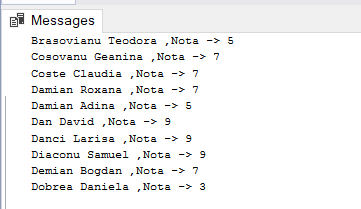 Messages
Brasovianu Teodora ,Nota -> 5
Cosovanu Geanina ,Nota -> 7
Coste Claudia ,Nota -> 7
Damian Roxana ,Nota -> 7
Damian Adina ,Nota -> 5
Dan David ,Nota -> 9
Danci Larisa ,Nota -> 9
Diaconu Samuel ,Nota -> 9
Demian Bogdan ,Nota -> 7
Dobrea Daniela ,Nota -> 3